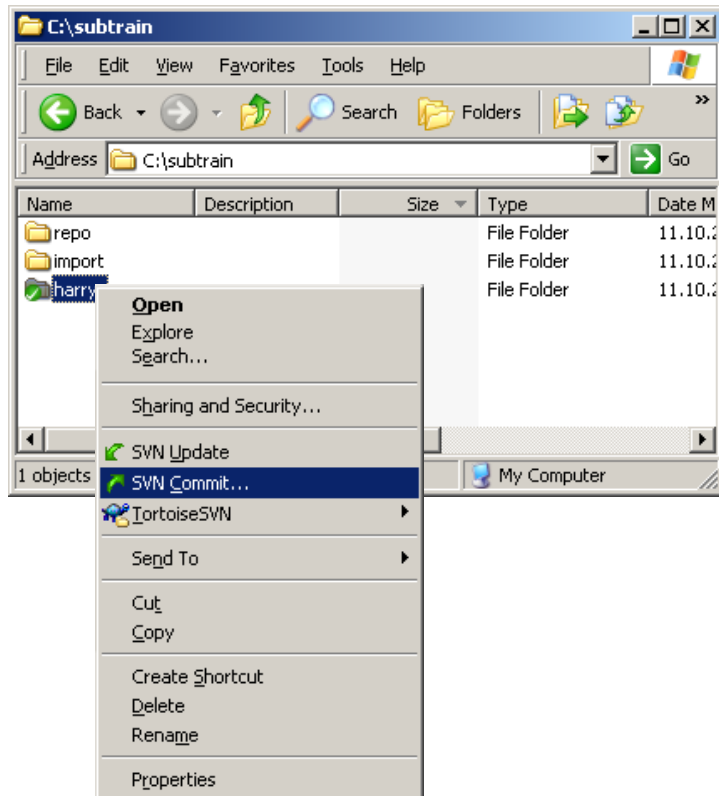 C:\subtrain
File Edit View Favorites Tools Help
Back Search Folders »
Address C:\subtrain Go
Name Description Size Type Date M
repo File Folder 11.10.2
import File Folder 11.10.2
harry File Folder 11.10.2
Open
Explore
Search...
Sharing and Security...
SVN Update
1 objects My Computer
SVN Commit...
TortoiseSVN
Send To
Cut
Copy
Create Shortcut
Delete
Rename
Properties